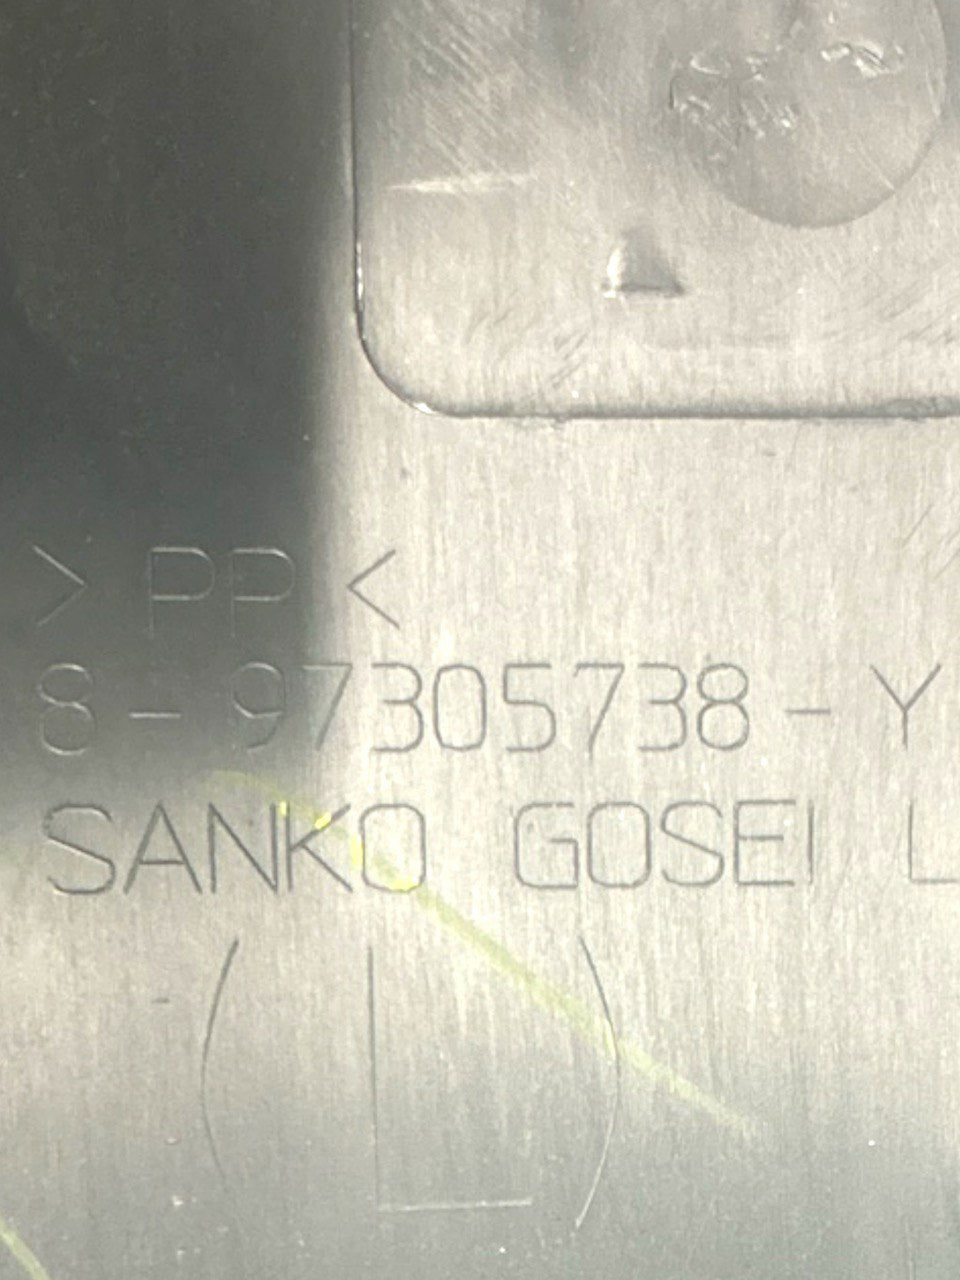 >PP<
8-97305738-Y
SANKO GOSEI L
(L)